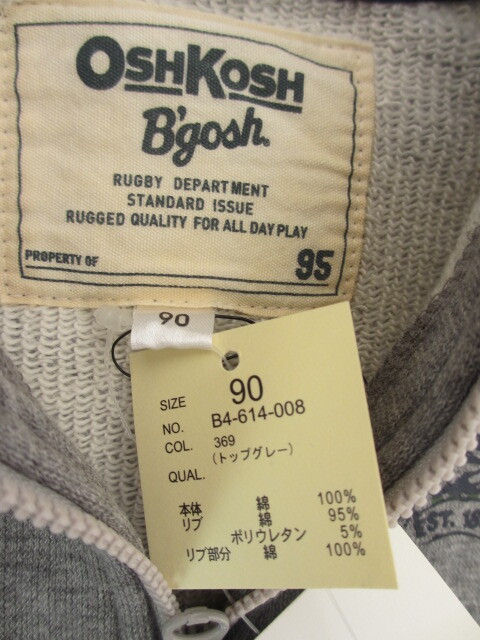 OSHKOSH
B'gosh.
RUGBY DEPARTMENT
STANDARD ISSUE
RUGGED QUALITY FOR ALL DAY PLAY
PROPERTY OF 95
90
SIZE 90
NO. B4-614-008
COL. 369
(トップグレー)
QUAL.
本体 綿 100%
リブ 綿 95%
ポリウレタン 5%
リブ部分 綿 100%
EST.